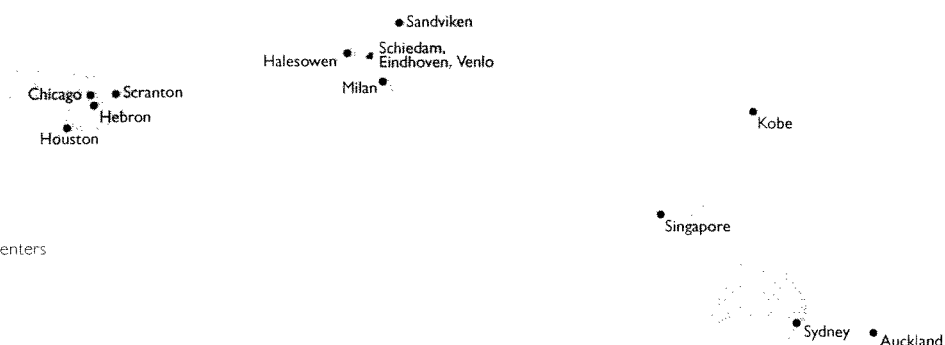 Sandviken
Schiedam,
Halesowen
Eindhoven, Venlo
Milan
Chicago
Scranton
Hebron
Houston
Kobe
Singapore
enters
Sydney
Auckland